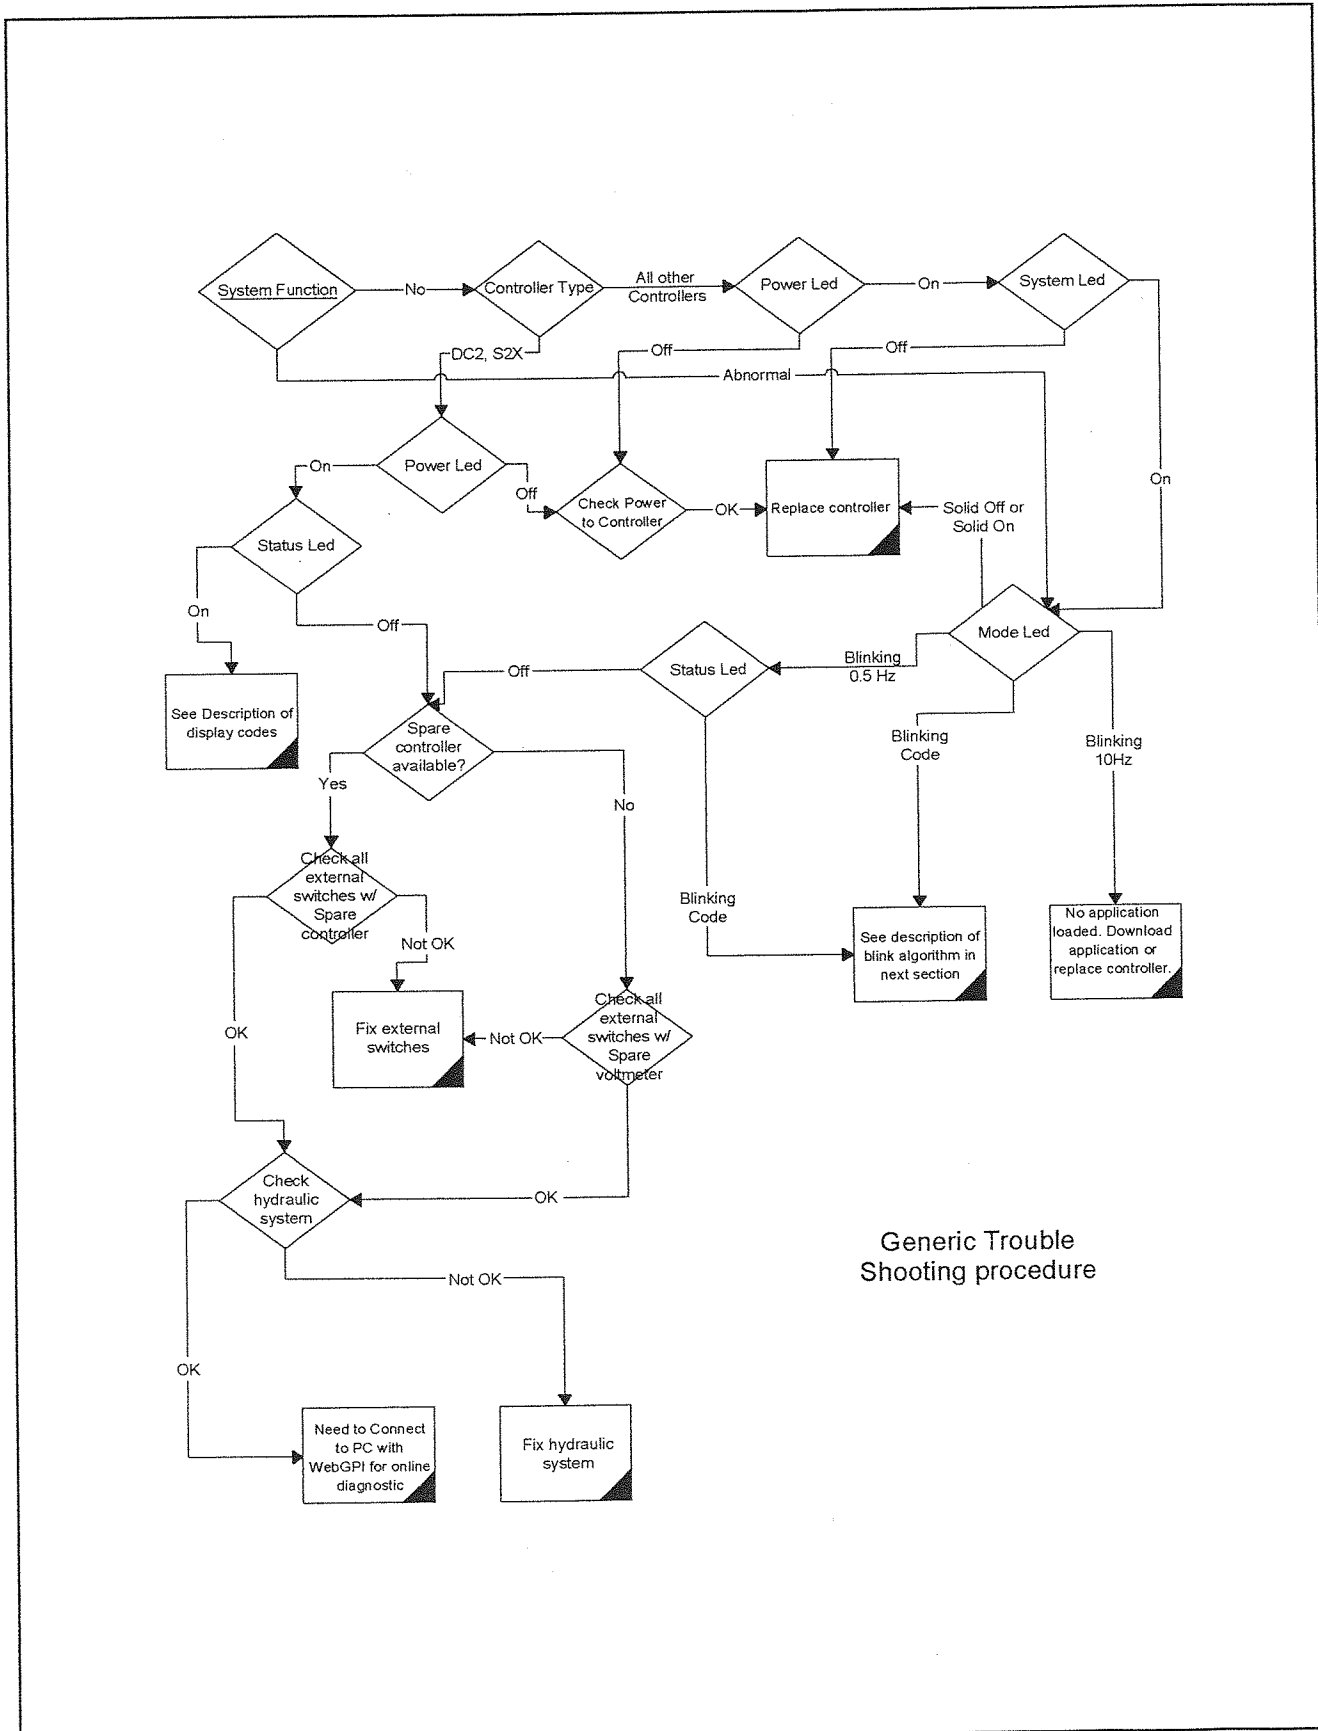 System Function
No
Controller Type
All other
Controllers
Power Led
On
System Led
DC2, S2X
Off
Off
Abnormal
On
Power Led
Off
Check Power
to Controller
OK
Replace controller
Solid Off or
Solid On
On
Status Led
On
Off
Mode Led
Status Led
Blinking
0.5 Hz
Off
See Description of
display codes
Spare
controller
available?
Blinking
Code
Blinking
10Hz
Yes
No
Check all
external
switches w/
Spare
controller
Not OK
Blinking
Code
See description of
blink algorithm in
next section
No application
loaded. Download
application or
replace controller.
OK
Fix external
switches
Not OK
Check all
external
switches w/
Spare
voltmeter
Check
hydraulic
system
OK
Generic Trouble
Shooting procedure
Not OK
OK
Need to Connect
to PC with
WebGPI for online
diagnostic
Fix hydraulic
system